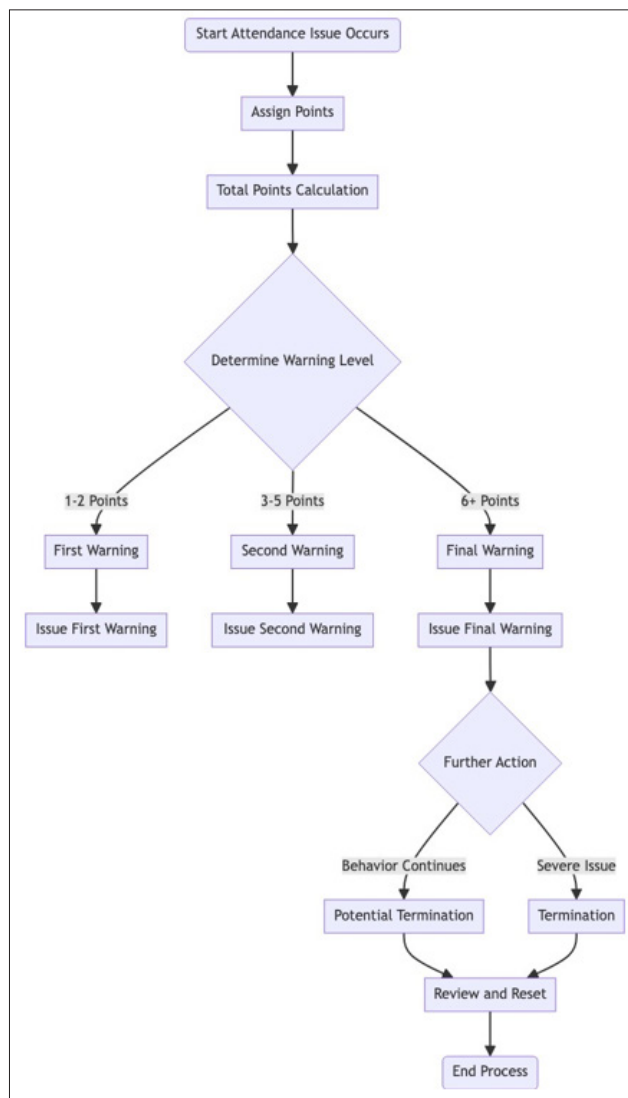 Start Attendance Issue Occurs
Assign Points
Total Points Calculation
Determine Warning Level
1-2 Points
3-5 Points
6+ Points
First Warning
Second Warning
Final Warning
Issue First Warning
Issue Second Warning
Issue Final Warning
Further Action
Behavior Continues
Severe Issue
Potential Termination
Termination
Review and Reset
End Process